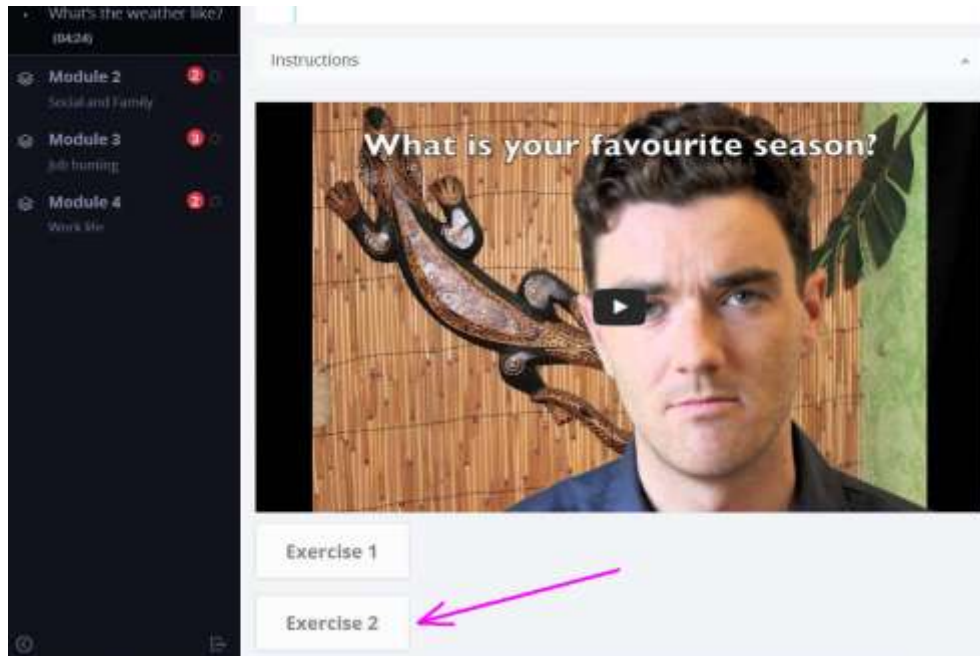 What's the weather like?
(04:24)
Module 2
2
Social and Family
Module 3
3
Job hunting
Module 4
2
Work life
Instructions
What is your favourite season?
Exercise 1
Exercise 2